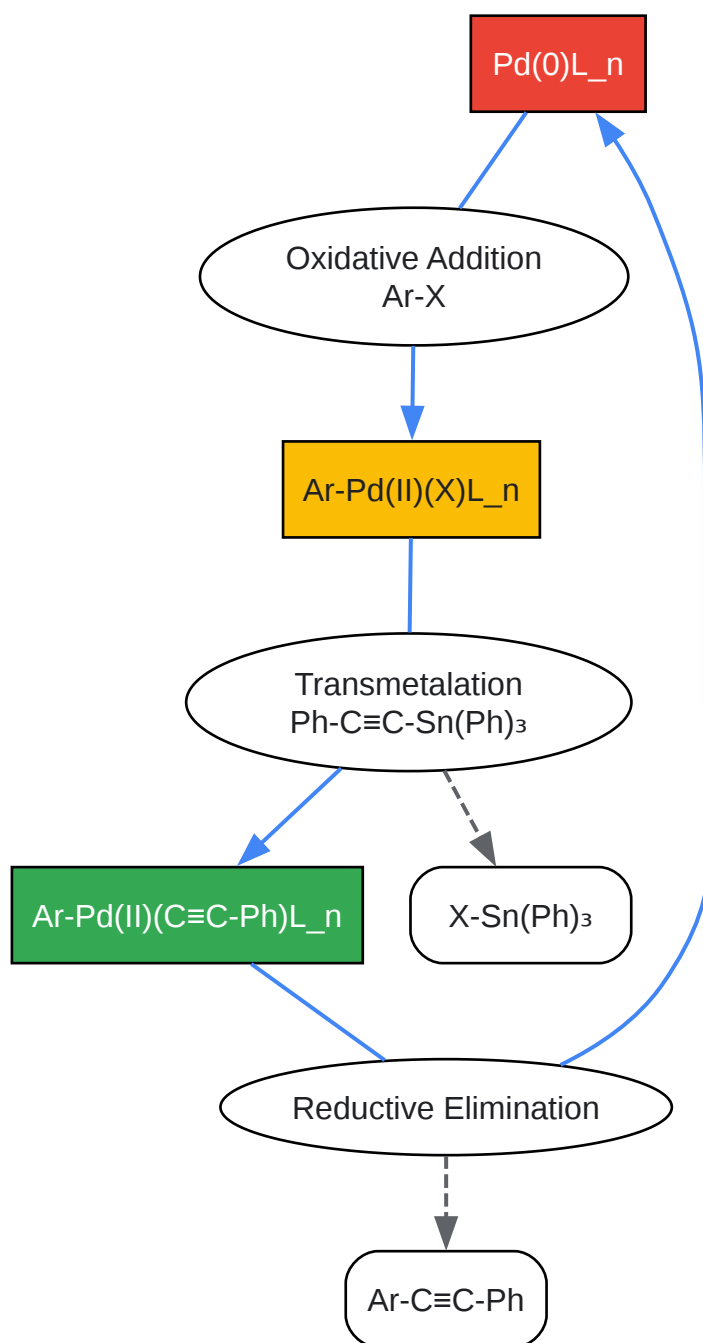 Pd(0)L_n
Oxidative Addition
Ar-X
Ar-Pd(II)(X)L_n
Transmetalation
Ph-C≡C-Sn(Ph)₃
Ar-Pd(II)(C≡C-Ph)L_n
X-Sn(Ph)₃
Reductive Elimination
Ar-C≡C-Ph